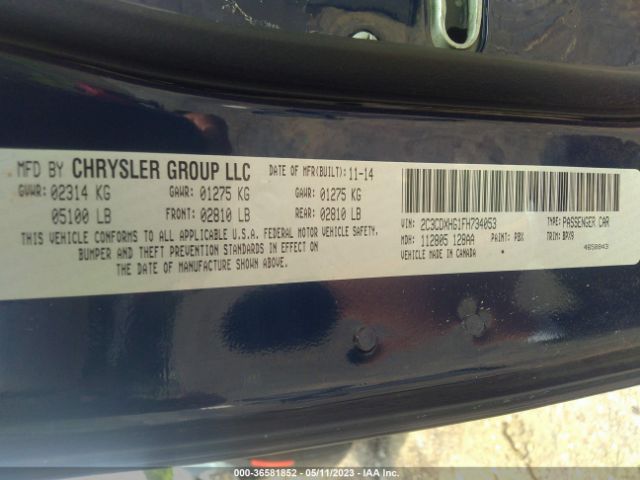 MFD BY CHRYSLER GROUP LLC DATE OF MFR(BUILT): 11-14
GVWR: 02314 KG GAWR: 01275 KG GAWR: 01275 KG
05100 LB FRONT: 02810 LB REAR: 02810 LB
THIS VEHICLE CONFORMS TO ALL APPLICABLE U.S.A. FEDERAL MOTOR VEHICLE SAFETY,
BUMPER AND THEFT PREVENTION STANDARDS IN EFFECT ON
THE DATE OF MANUFACTURE SHOWN ABOVE.
VIN: 2C3CDXHG1FH734053 TYPE: PASSENGER CAR
MDH: 112805 128AA PAINT: PBX TRIM: BPX9
VEHICLE MADE IN CANADA 4650843
000-36581852 - 05/11/2023 - IAA Inc.